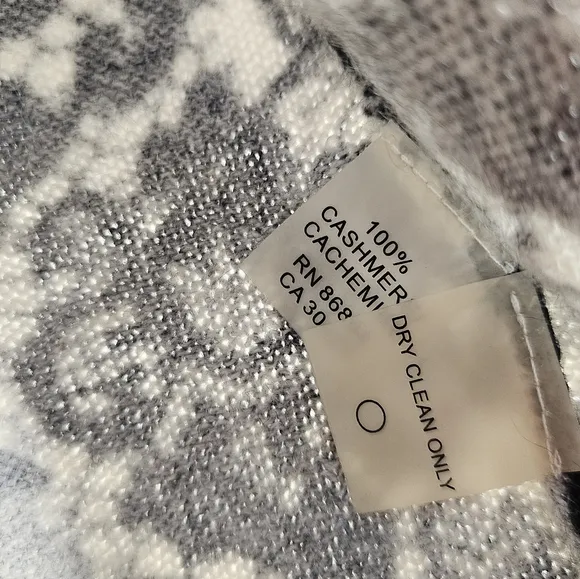 100%
CASHMER
CACHEMI
RN 868
CA 30
DRY CLEAN ONLY